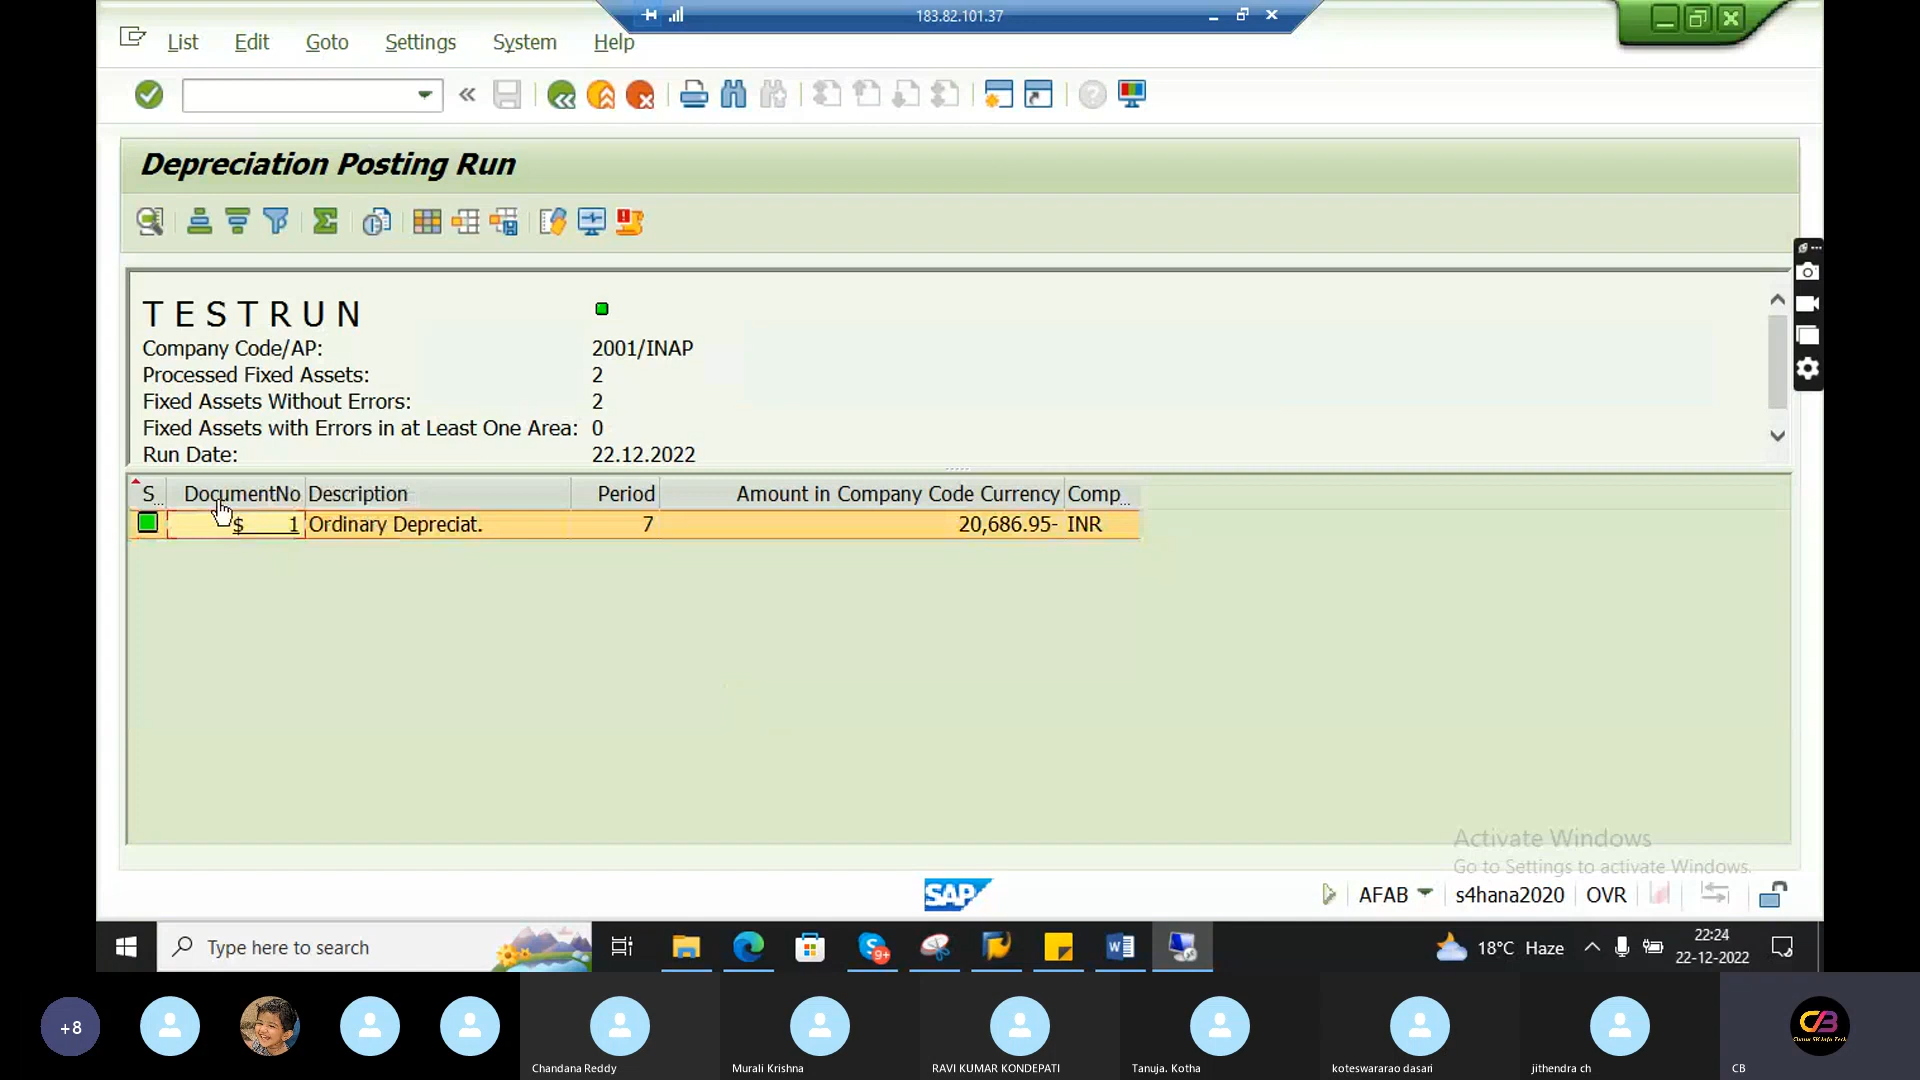 183.82.101.37
List Edit Goto Settings System Help
Depreciation Posting Run
TESTRUN
Company Code/AP: 2001/INAP
Processed Fixed Assets: 2
Fixed Assets Without Errors: 2
Fixed Assets with Errors in at Least One Area: 0
Run Date: 22.12.2022
S... DocumentNo Description Period Amount in Company Code Currency Comp...
$ 1 Ordinary Depreciat. 7 20,686.95- INR
Activate Windows
Go to Settings to activate Windows.
SAP AFAB s4hana2020 OVR
Type here to search 9+ 18°C Haze 22:24
22-12-2022
+8
Chandana Reddy Murali Krishna RAVI KUMAR KONDEPATI Tanuja. Kotha koteswararao dasari jithendra ch CB